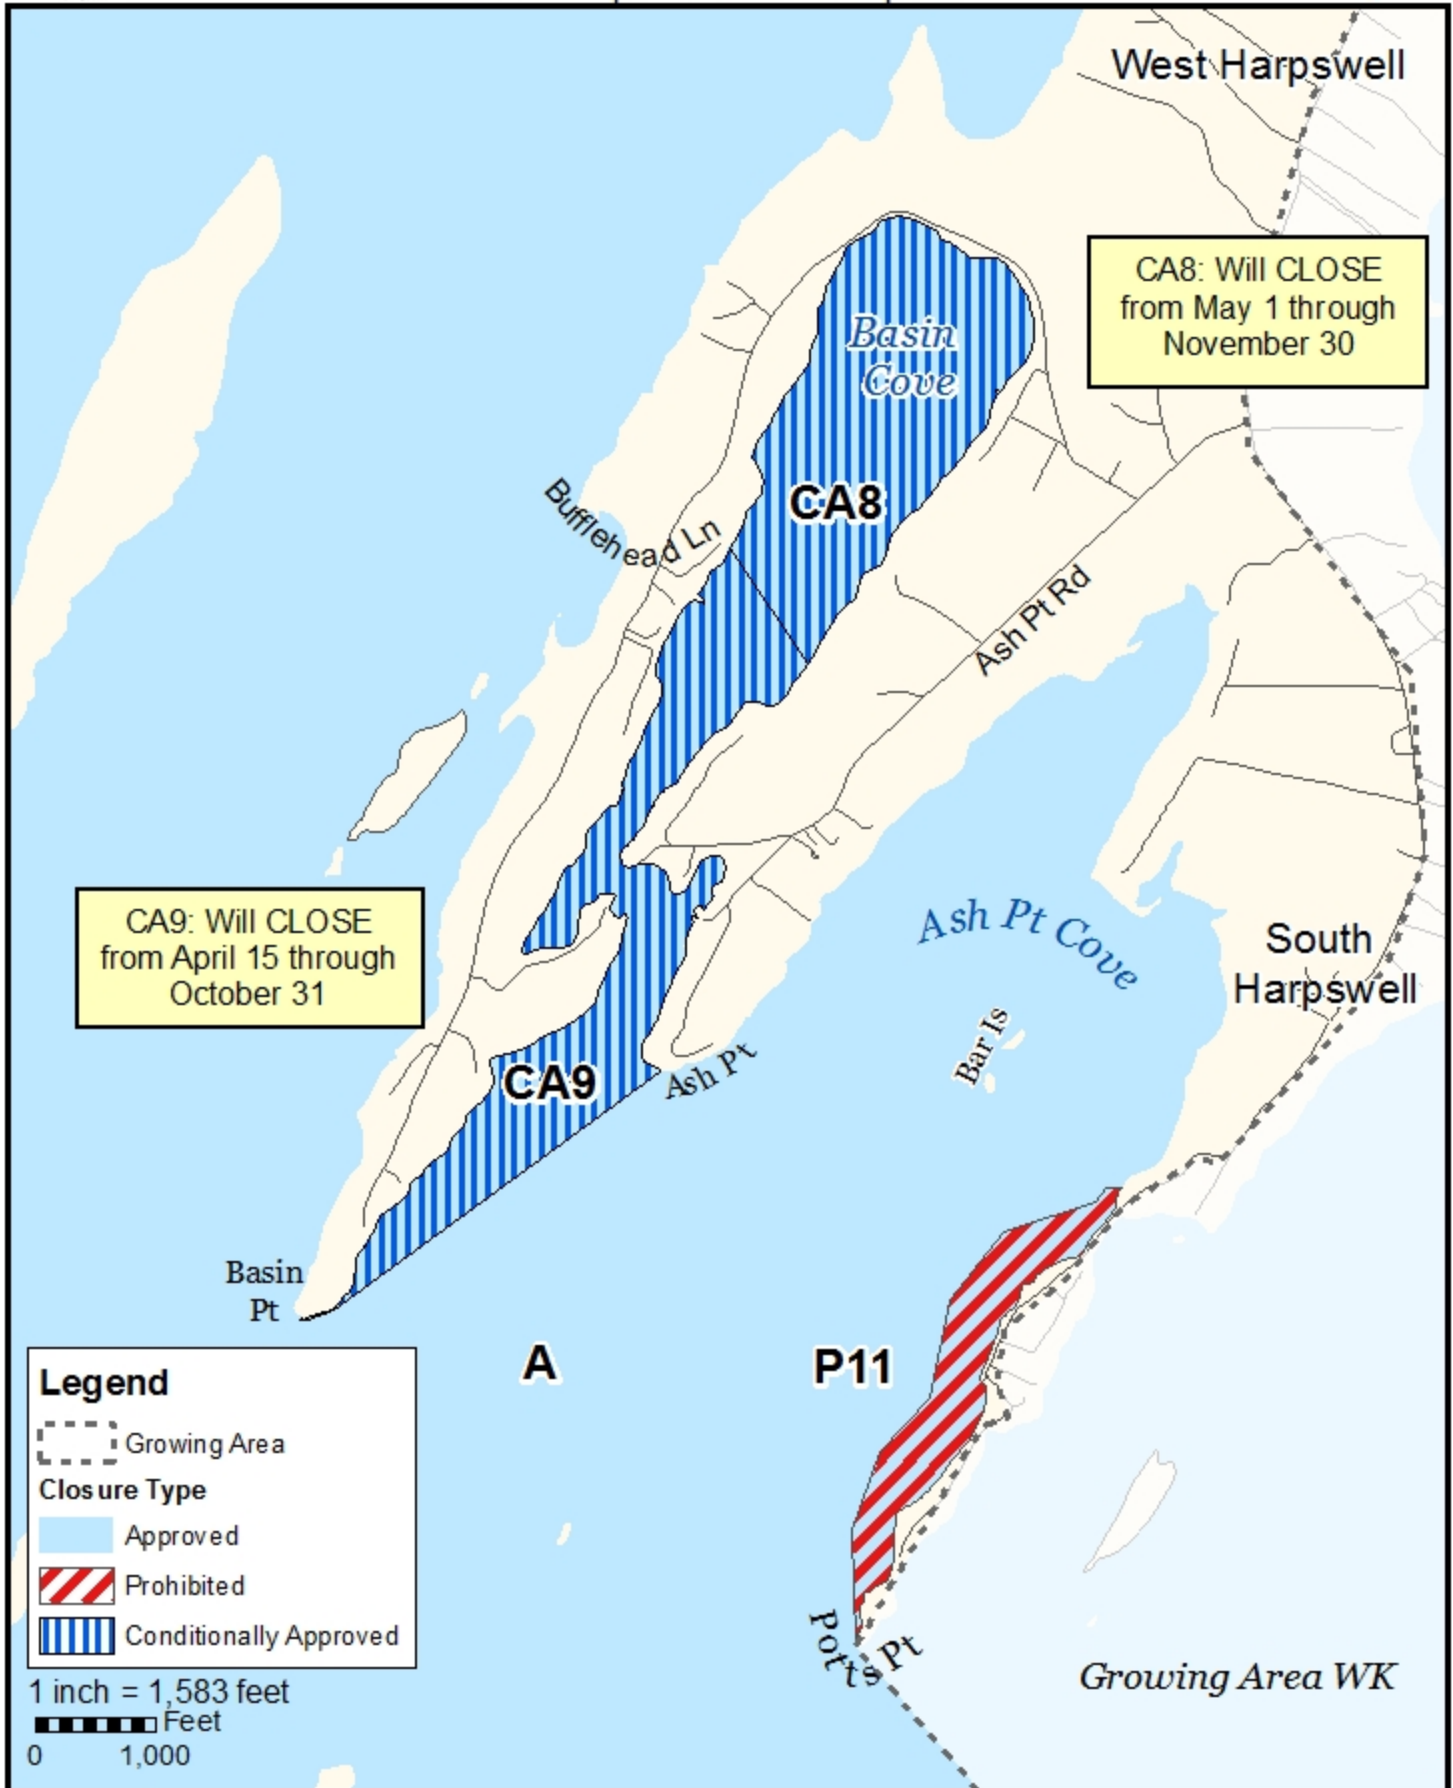 West Harpswell
CA8: Will CLOSE
from May 1 through
November 30
Basin
Cove
CA8
Bufflehead Ln
Ash Pt Rd
CA9: Will CLOSE
from April 15 through
October 31
Ash Pt Cove
South
Harpswell
Bar Is
CA9
Ash Pt
Basin
Pt
A
P11
Legend
Growing Area
Closure Type
Approved
Prohibited
Conditionally Approved
Potts Pt
Growing Area WK
1 inch = 1,583 feet
Feet
0 1,000